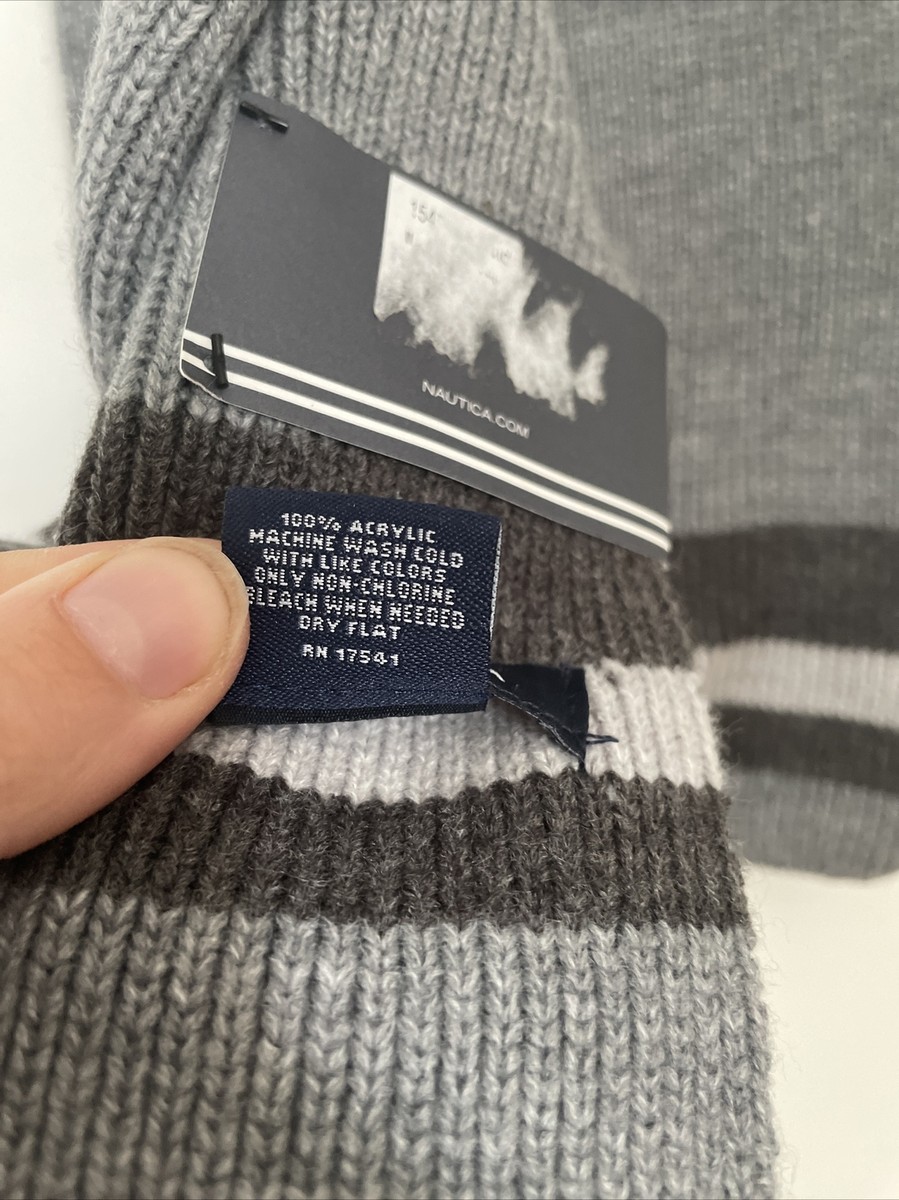 154
NAUTICA.COM
100% ACRYLIC
MACHINE WASH COLD
WITH LIKE COLORS
ONLY NON-CHLORINE
BLEACH WHEN NEEDED
DRY FLAT
RN 17541